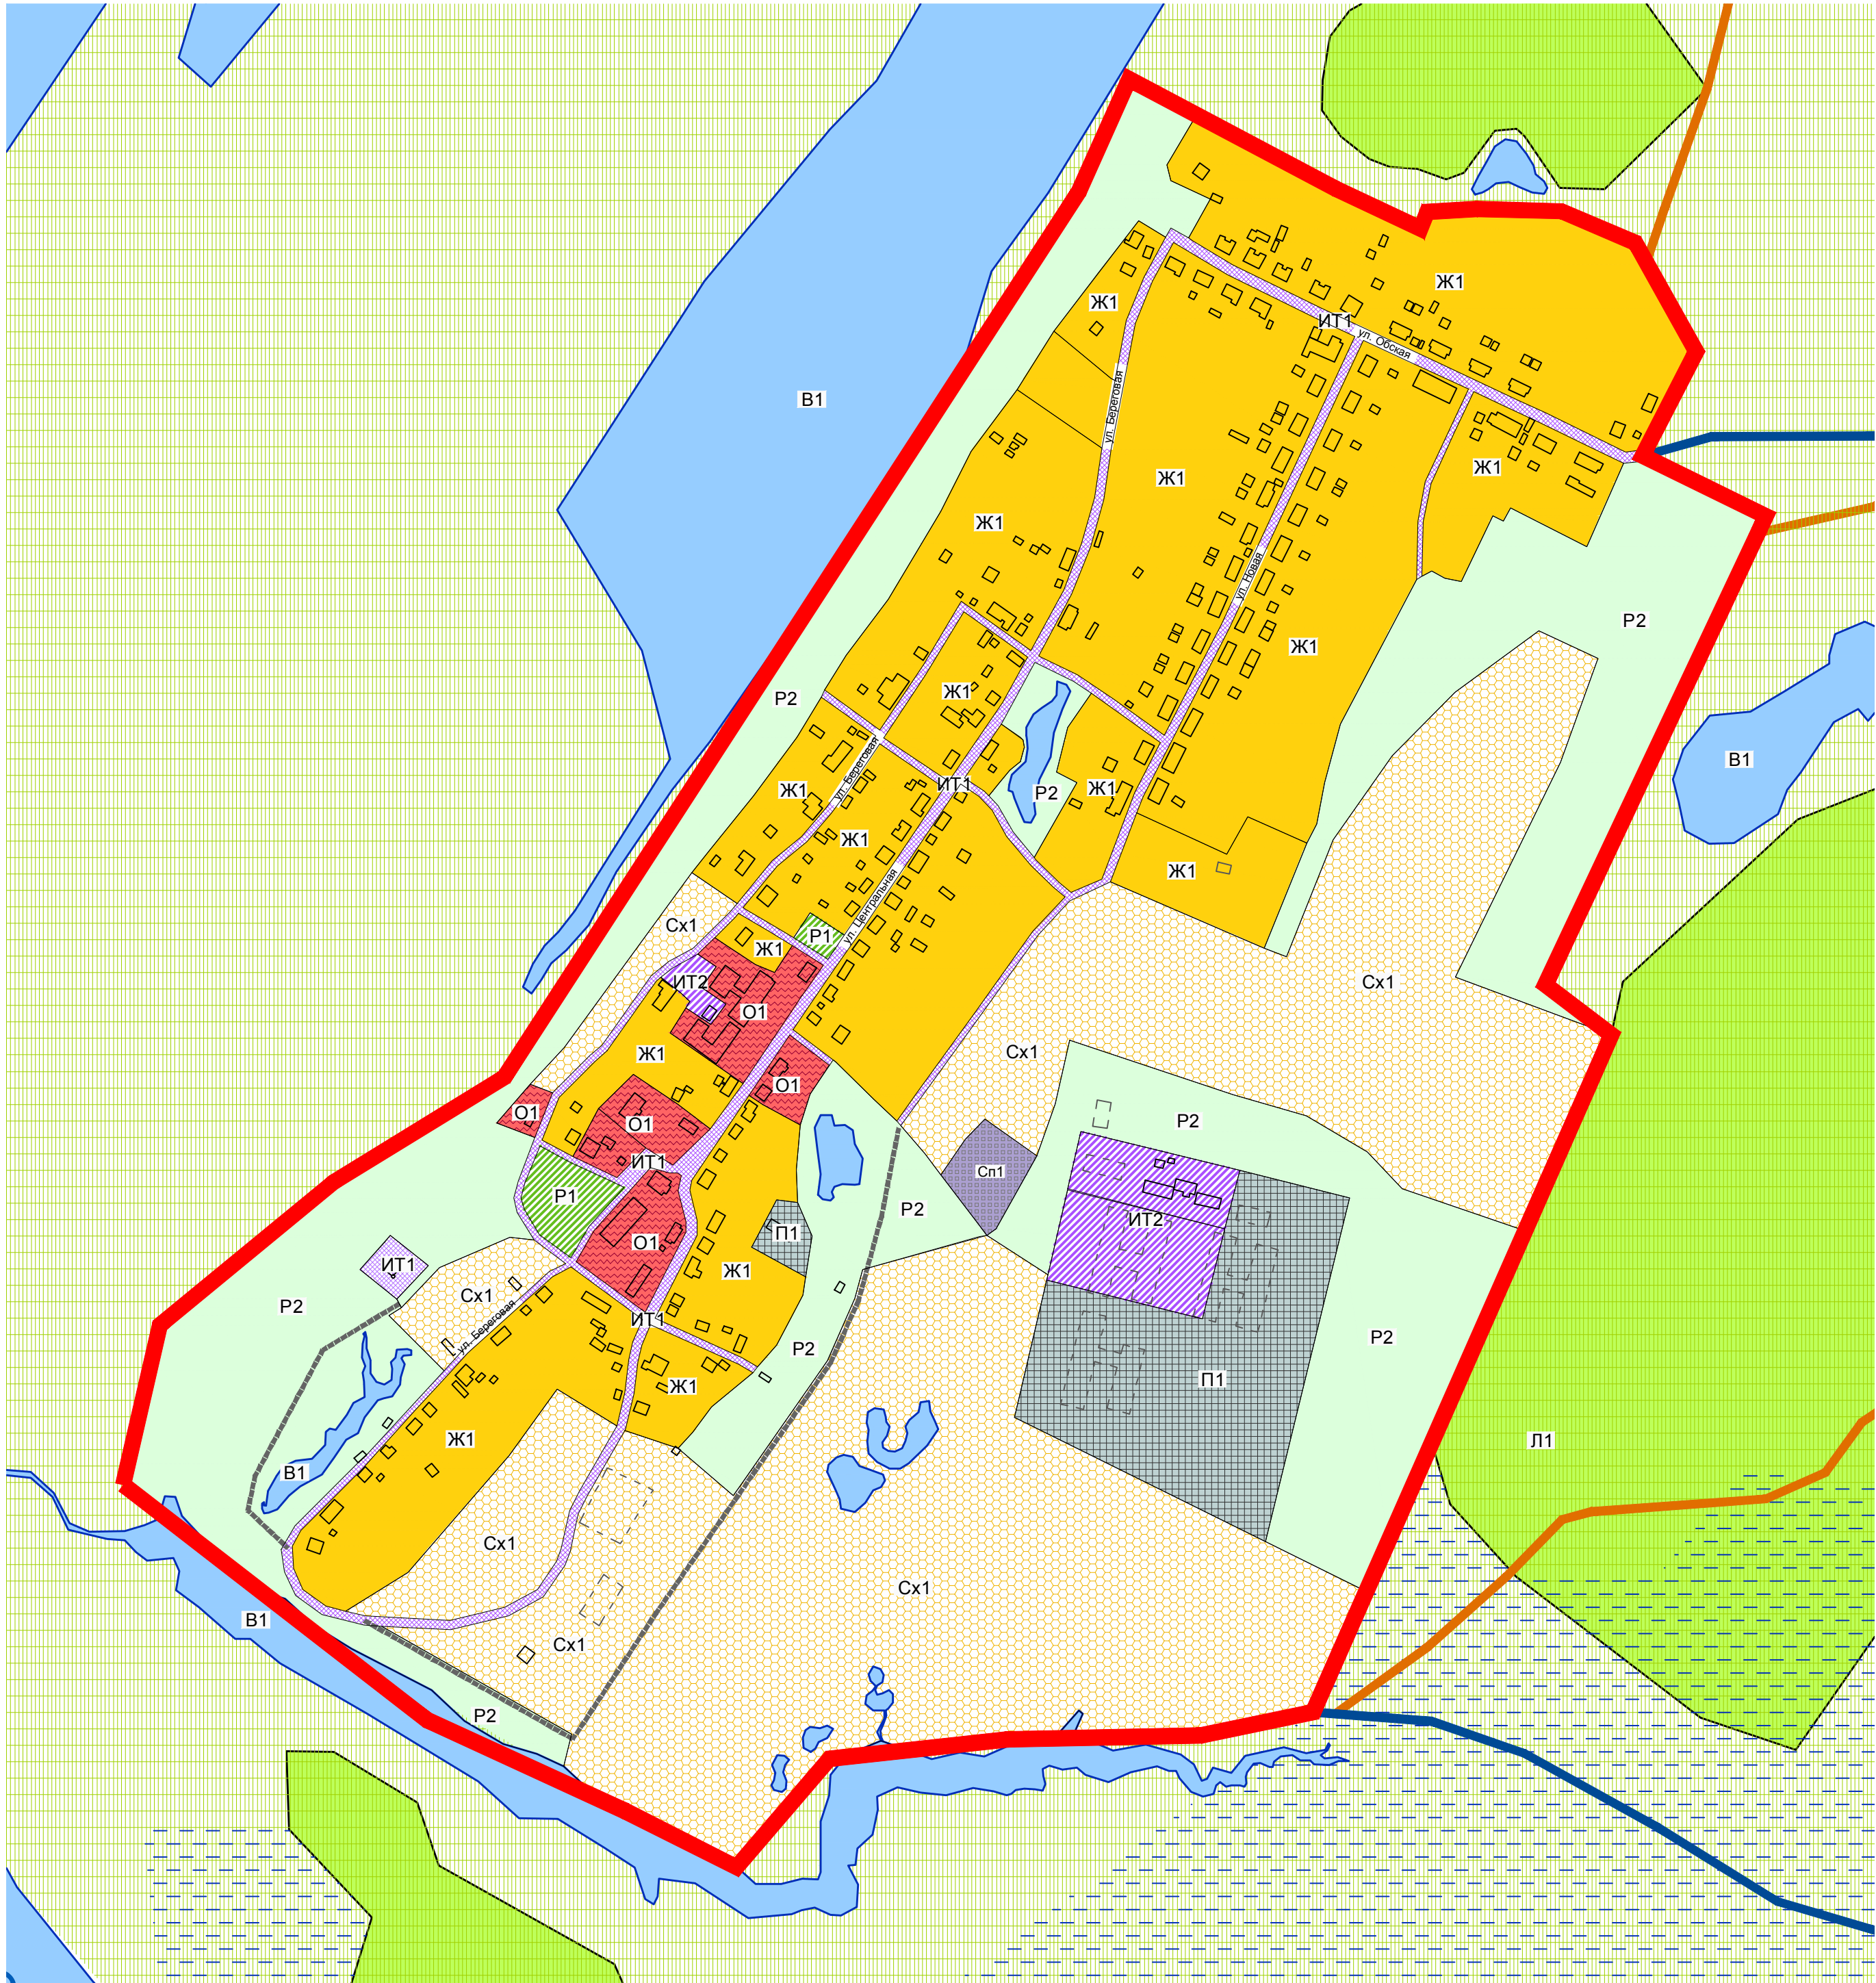 Ж1
Ж1
ИТ1
ул. Обская
В1
ул. Береговая
Ж1
Ж1
Ж1
ул. Новая
Р2
Ж1
Р2
Ж1
ул. Береговая
В1
Ж1
ИТ1
Р2
Ж1
Ж1
Ж1
ул. Центральная
Сх1
Р1
Ж1
ИТ2
Сх1
О1
Ж1
Сх1
О1
О1
О1
Р2
ИТ1
Сп1
Р1
Р2
ИТ2
П1
О1
ИТ1
Ж1
Сх1
Р2
ул. Береговая
ИТ1
Р2
Р2
П1
Ж1
Ж1
Л1
В1
Сх1
Сх1
В1
Сх1
Р2